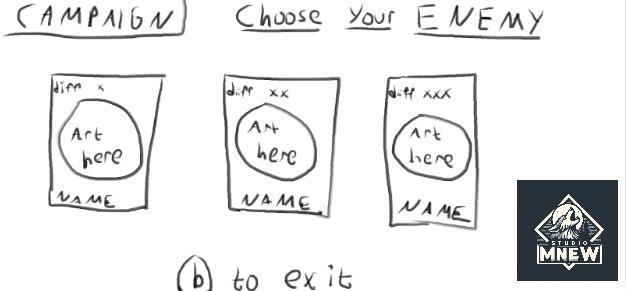 CAMPAIGN Choose Your ENEMY
diff x
Art
here
NAME
diff xx
Art
here
NAME
diff xxx
Art
here
NAME
STUDIO
MNEW
(b) to exit